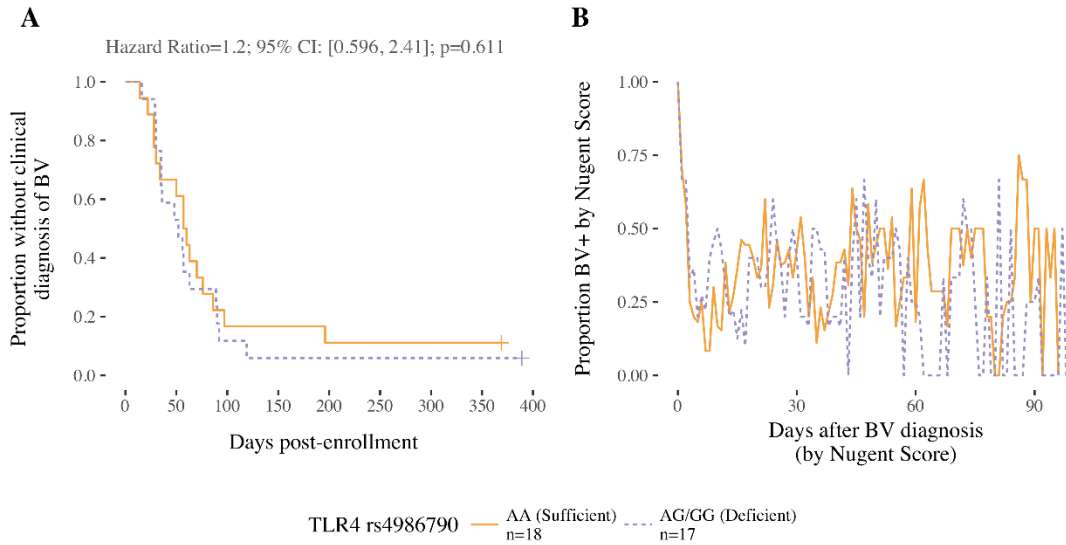 A
Hazard Ratio=1.2; 95% CI: [0.596, 2.41]; p=0.611
Proportion without clinical
diagnosis of BV
1.0
0.8
0.6
0.4
0.2
0.0
0 50 100 150 200 250 300 350 400
Days post-enrollment
B
Proportion BV+ by Nugent Score
1.00
0.75
0.50
0.25
0.00
0 30 60 90
Days after BV diagnosis
(by Nugent Score)
TLR4 rs4986790
AA (Sufficient)
n=18
AG/GG (Deficient)
n=17